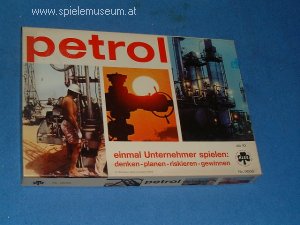 www.spielemuseum.at
petrol
einmal Unternehmer spielen:
denken - planen - riskieren - gewinnen
petrol